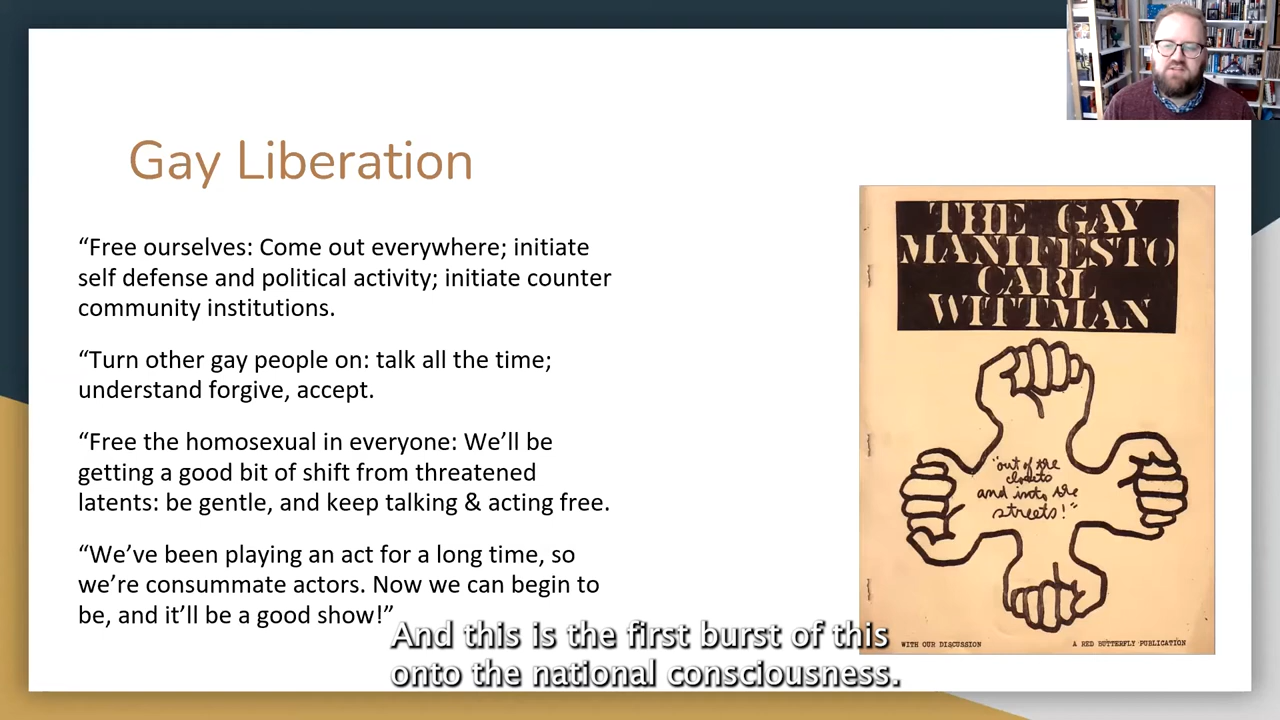 Gay Liberation
“Free ourselves: Come out everywhere; initiate
self defense and political activity; initiate counter
community institutions.
“Turn other gay people on: talk all the time;
understand forgive, accept.
“Free the homosexual in everyone: We’ll be
getting a good bit of shift from threatened
latents: be gentle, and keep talking & acting free.
“We’ve been playing an act for a long time, so
we’re consummate actors. Now we can begin to
be, and it’ll be a good show!”
THE GAY
MANIFESTO
CARL
WITTMAN
"out of the
closets
and into the
streets!"
WITH OUR DISCUSSION
A RED BUTTERFLY PUBLICATION
And this is the first burst of this
onto the national consciousness.